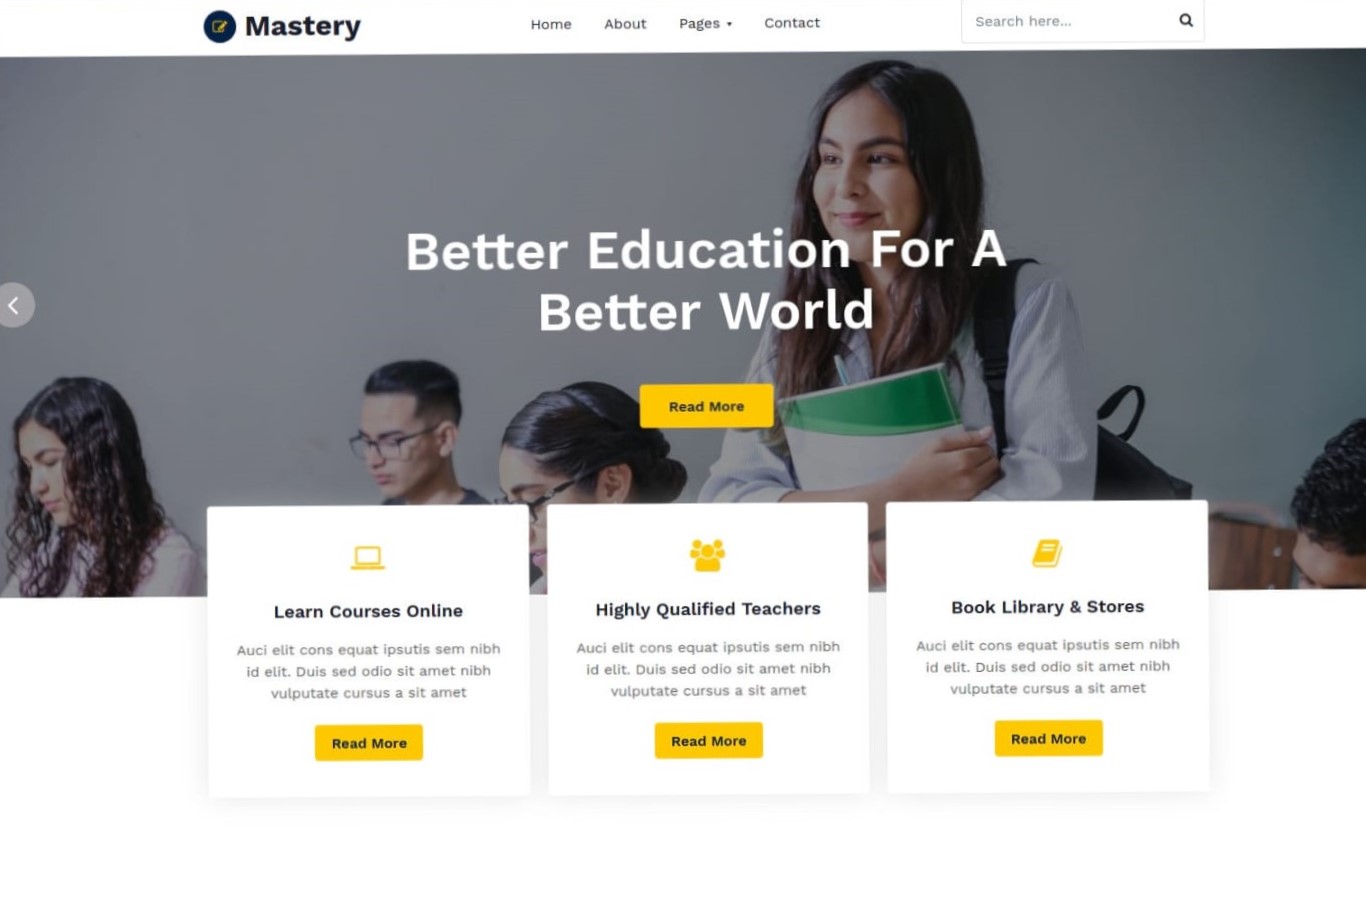 Mastery
Home About Pages Contact
Search here...
Better Education For A
Better World
Read More
Learn Courses Online
Auci elit cons equat ipsutis sem nibh
id elit. Duis sed odio sit amet nibh
vulputate cursus a sit amet
Read More
Highly Qualified Teachers
Auci elit cons equat ipsutis sem nibh
id elit. Duis sed odio sit amet nibh
vulputate cursus a sit amet
Read More
Book Library & Stores
Auci elit cons equat ipsutis sem nibh
id elit. Duis sed odio sit amet nibh
vulputate cursus a sit amet
Read More